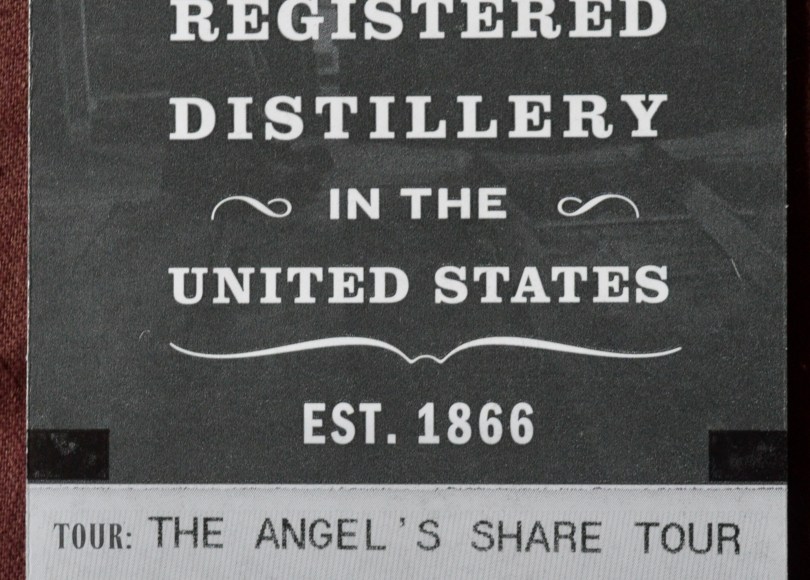 REGISTERED
DISTILLERY
IN THE
UNITED STATES
EST. 1866
TOUR: THE ANGEL'S SHARE TOUR